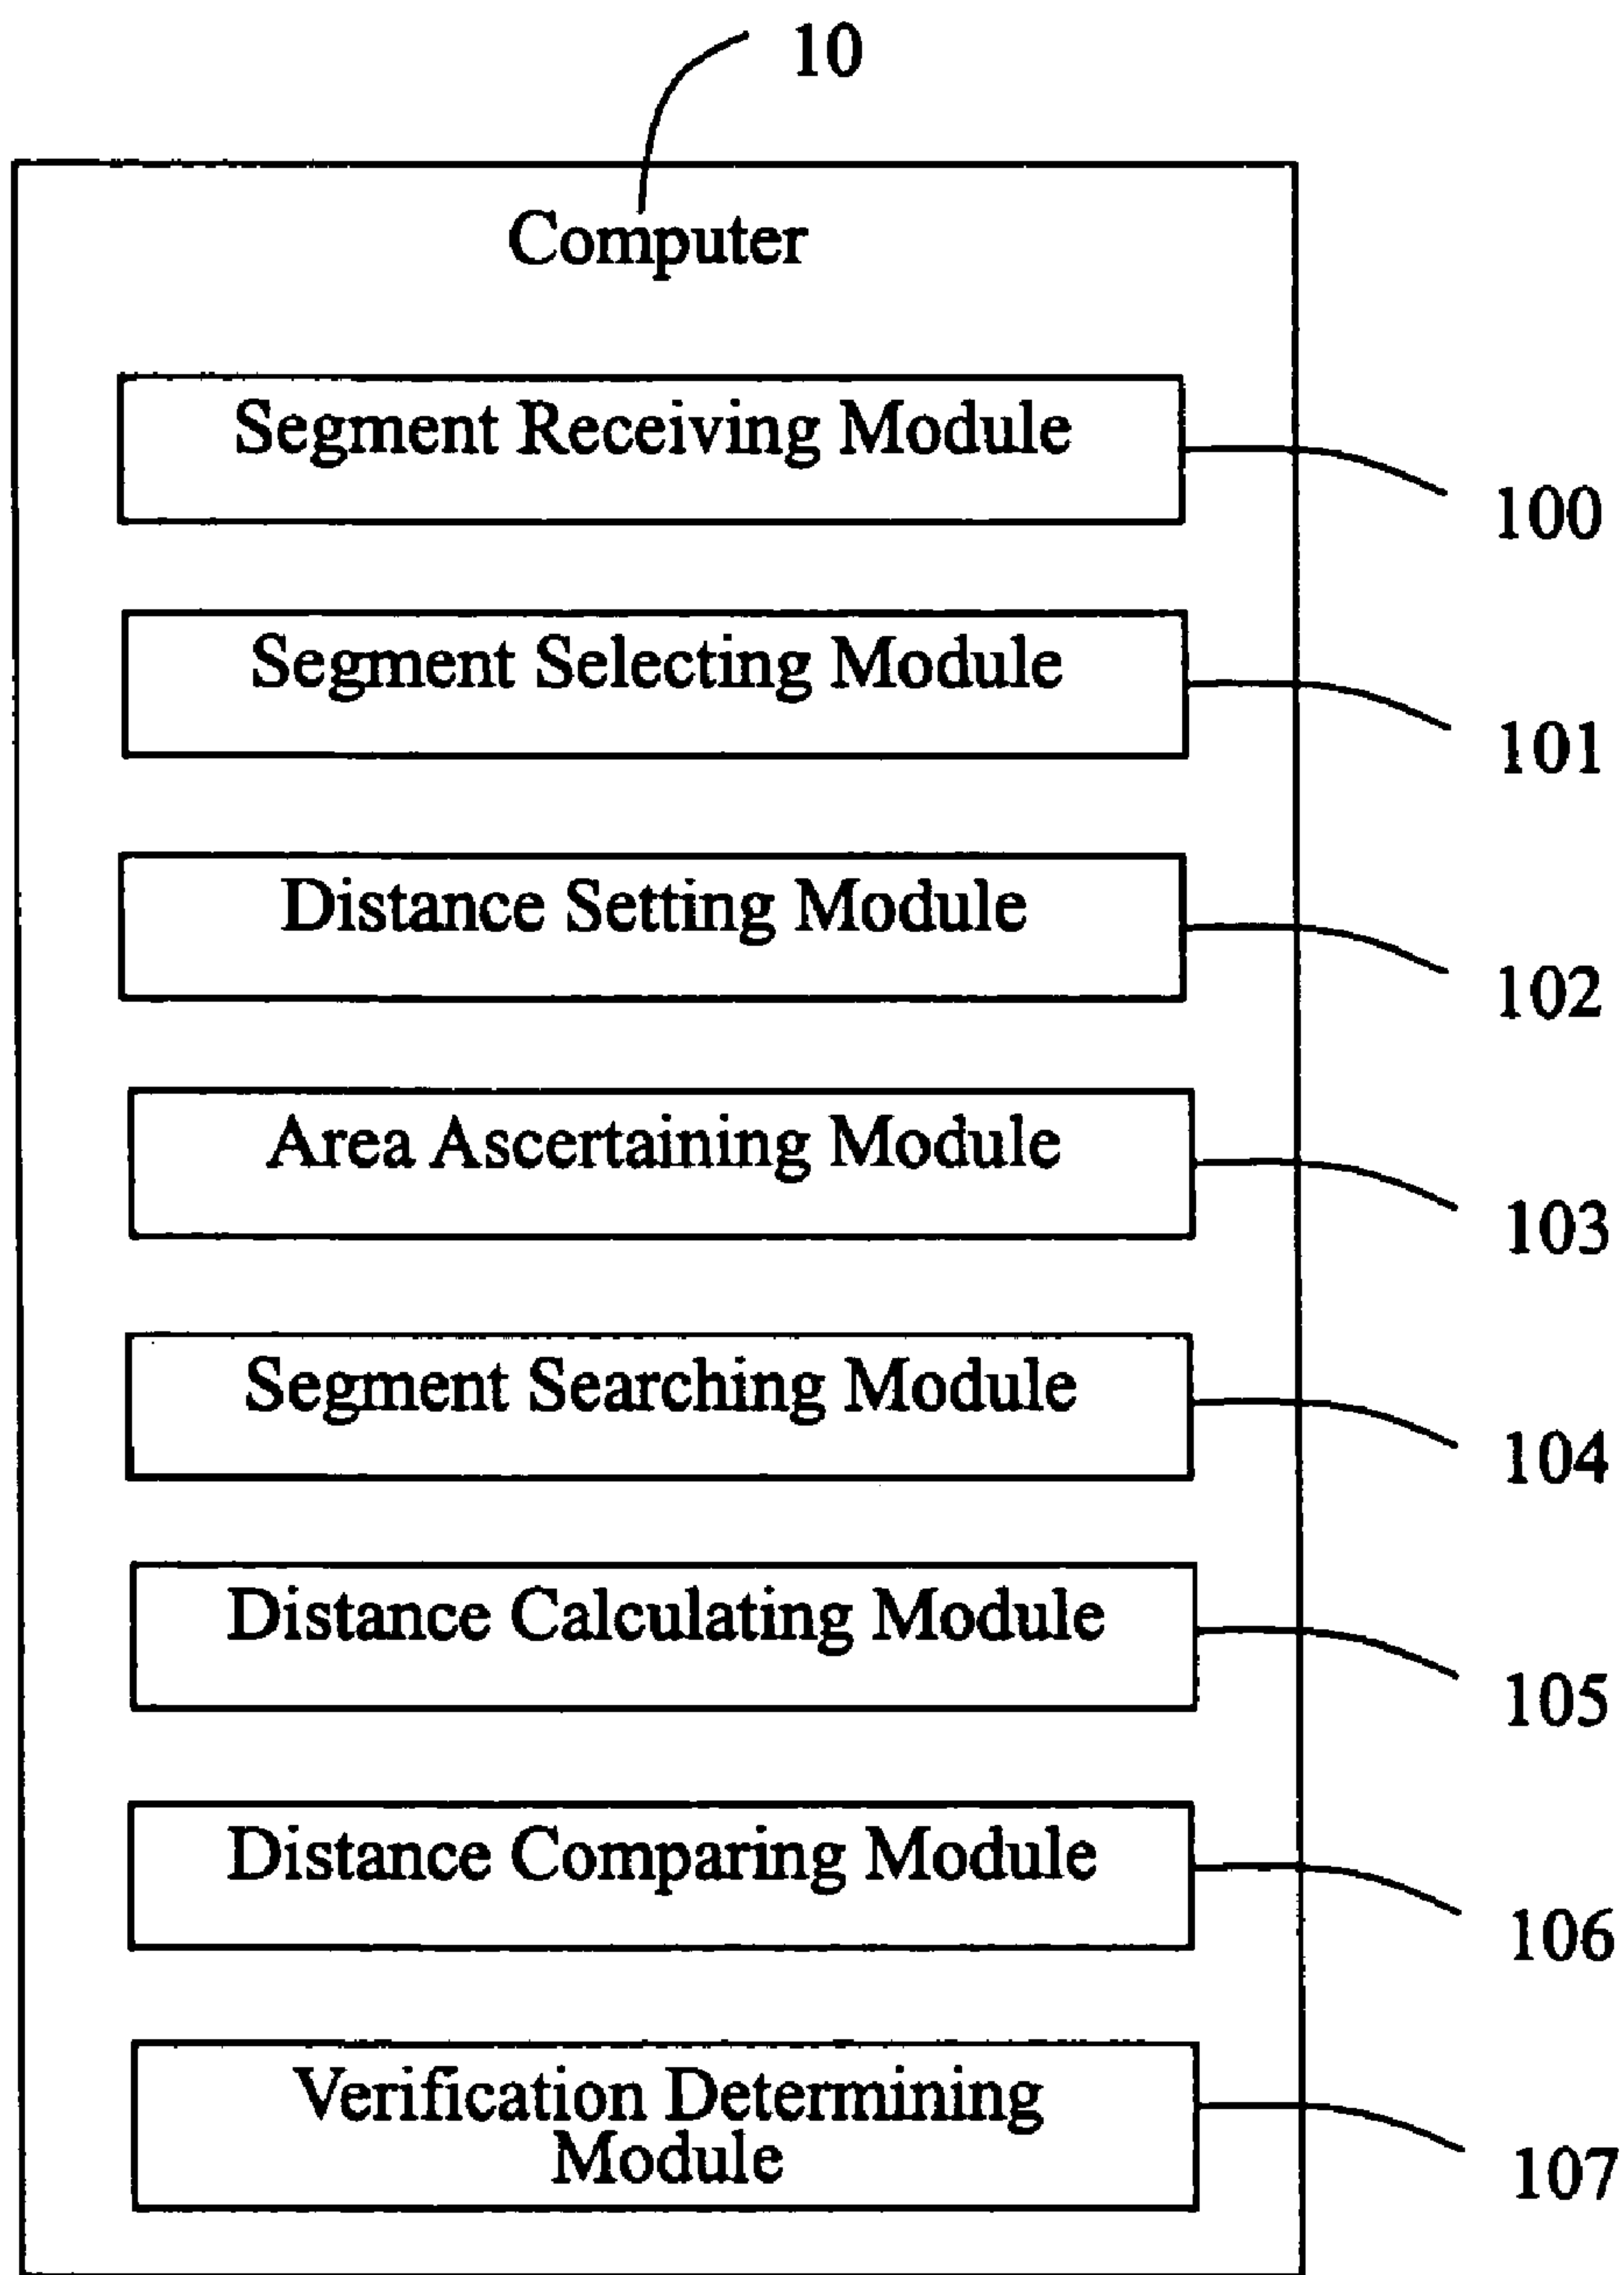 10
Computer
Segment Receiving Module
100
Segment Selecting Module
101
Distance Setting Module
102
Area Ascertaining Module
103
Segment Searching Module
104
Distance Calculating Module
105
Distance Comparing Module
106
Verification Determining
Module
107